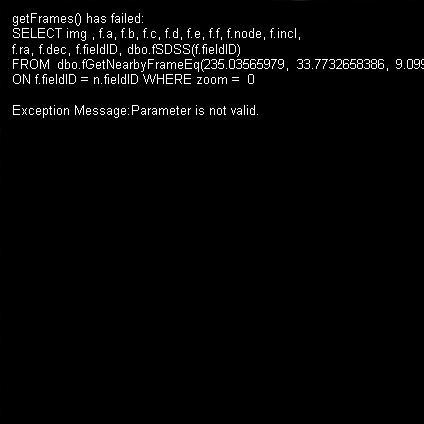 getFrames() has failed:
SELECT img , f.a, f.b, f.c, f.d, f.e, f.f, f.node, f.incl,
f.ra, f.dec, f.fieldID, dbo.fSDSS(f.fieldID)
FROM dbo.fGetNearbyFrameEq(235.03565979, 33.7732658386, 9.099
ON f.fieldID = n.fieldID WHERE zoom = 0
Exception Message:Parameter is not valid.